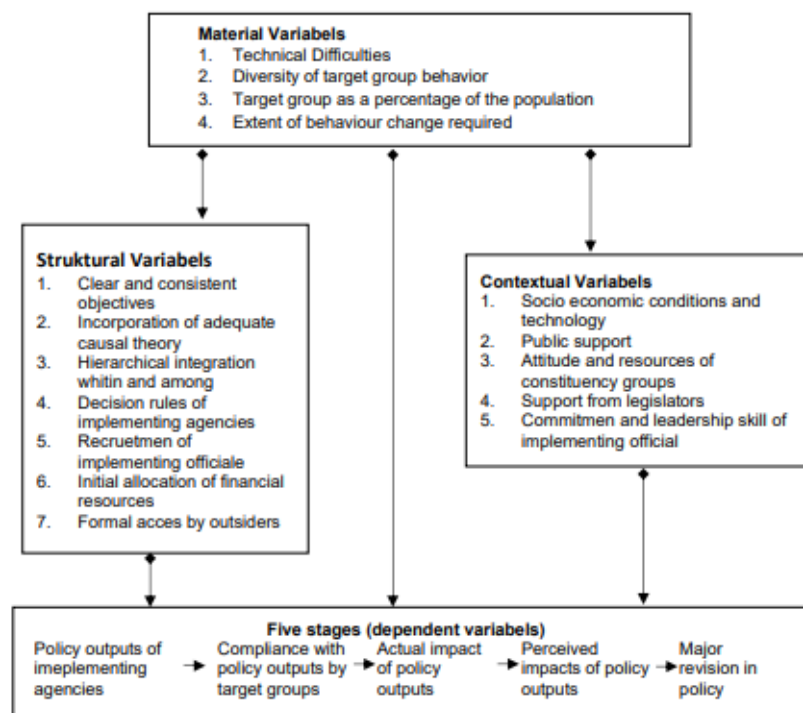 Material Variabels
1. Technical Difficulties
2. Diversity of target group behavior
3. Target group as a percentage of the population
4. Extent of behaviour change required
Struktural Variabels
1. Clear and consistent
objectives
2. Incorporation of adequate
causal theory
3. Hierarchical integration
whitin and among
4. Decision rules of
implementing agencies
5. Recruetmen of
implementing officiale
6. Initial allocation of financial
resources
7. Formal acces by outsiders
Contextual Variabels
1. Socio economic conditions and
technology
2. Public support
3. Attitude and resources of
constituency groups
4. Support from legislators
5. Commitmen and leadership skill of
implementing official
Five stages (dependent variabels)
Policy outputs of
imeplementing
agencies
Compliance with
policy outputs by
target groups
Actual impact
of policy
outputs
Perceived
impacts of policy
outputs
Major
revision in
policy